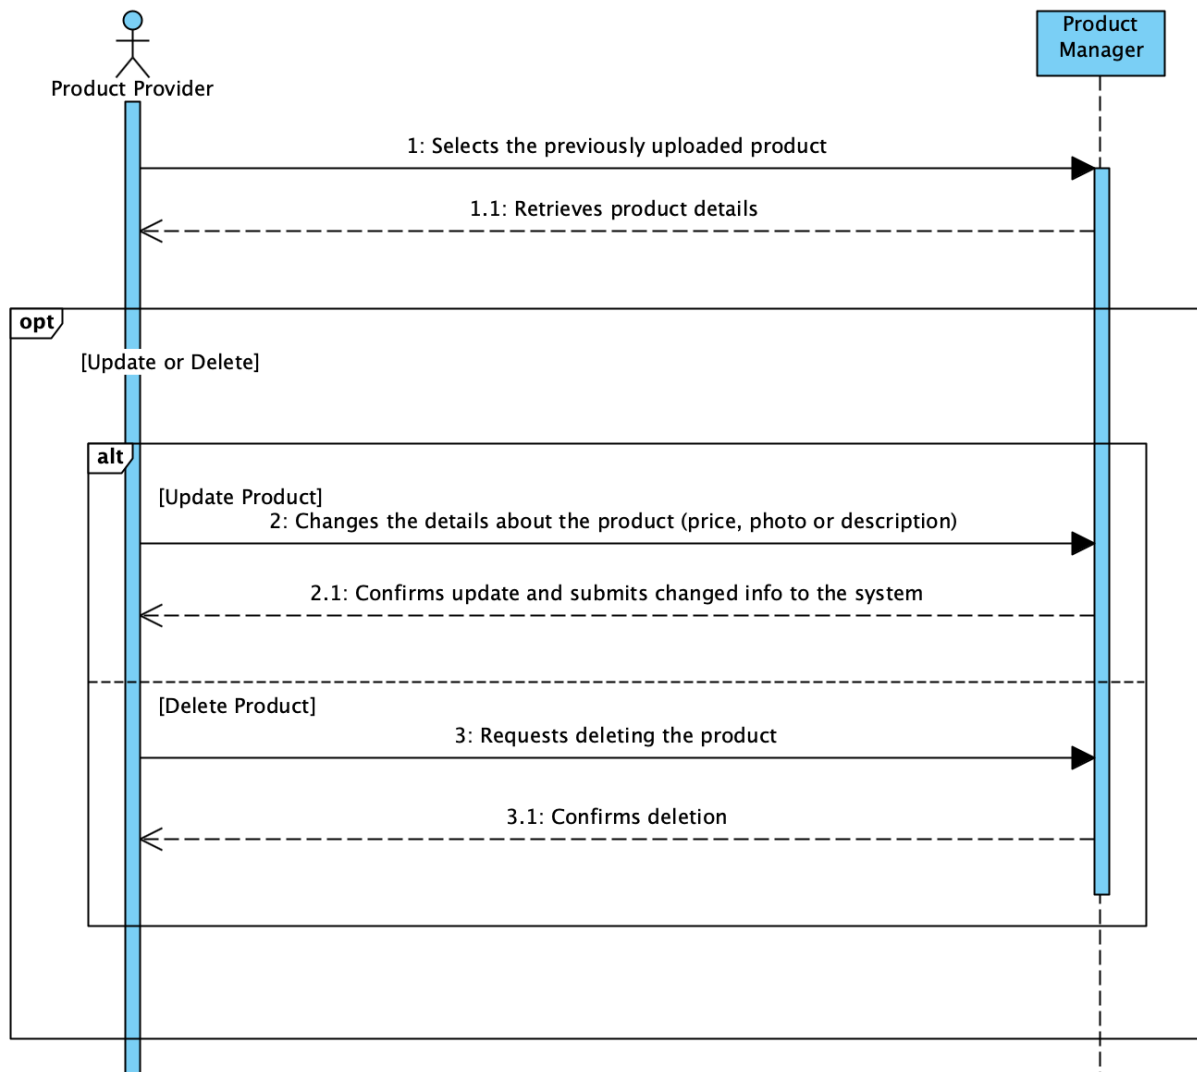 Product Provider
Product
Manager
1: Selects the previously uploaded product
1.1: Retrieves product details
opt
[Update or Delete]
alt
[Update Product]
2: Changes the details about the product (price, photo or description)
2.1: Confirms update and submits changed info to the system
[Delete Product]
3: Requests deleting the product
3.1: Confirms deletion